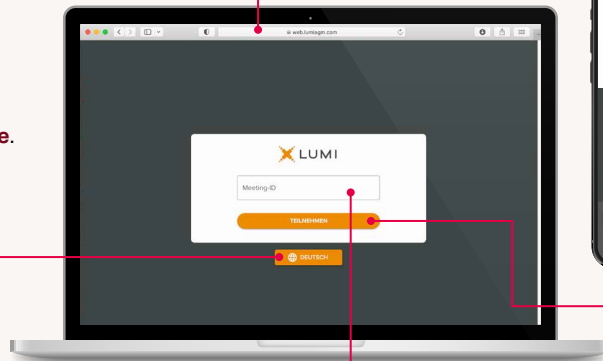 web.lumiagm.com
e.
LUMI
Meeting-ID
TEILNEHMEN
DEUTSCH